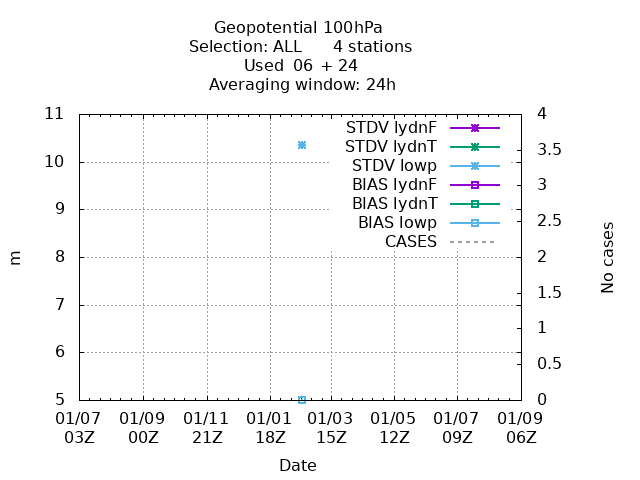 Geopotential 100hPa
Selection: ALL      4 stations
Used  06 + 24
Averaging window: 24h
11
10
9
8
7
6
5
m
4
3.5
3
2.5
2
1.5
1
0.5
0
No cases
STDV lydnF
STDV lydnT
STDV lowp
BIAS lydnF
BIAS lydnT
BIAS lowp
CASES
01/07 01/09 01/11 01/01 01/03 01/05 01/07 01/09
03Z 00Z 21Z 18Z 15Z 12Z 09Z 06Z
Date